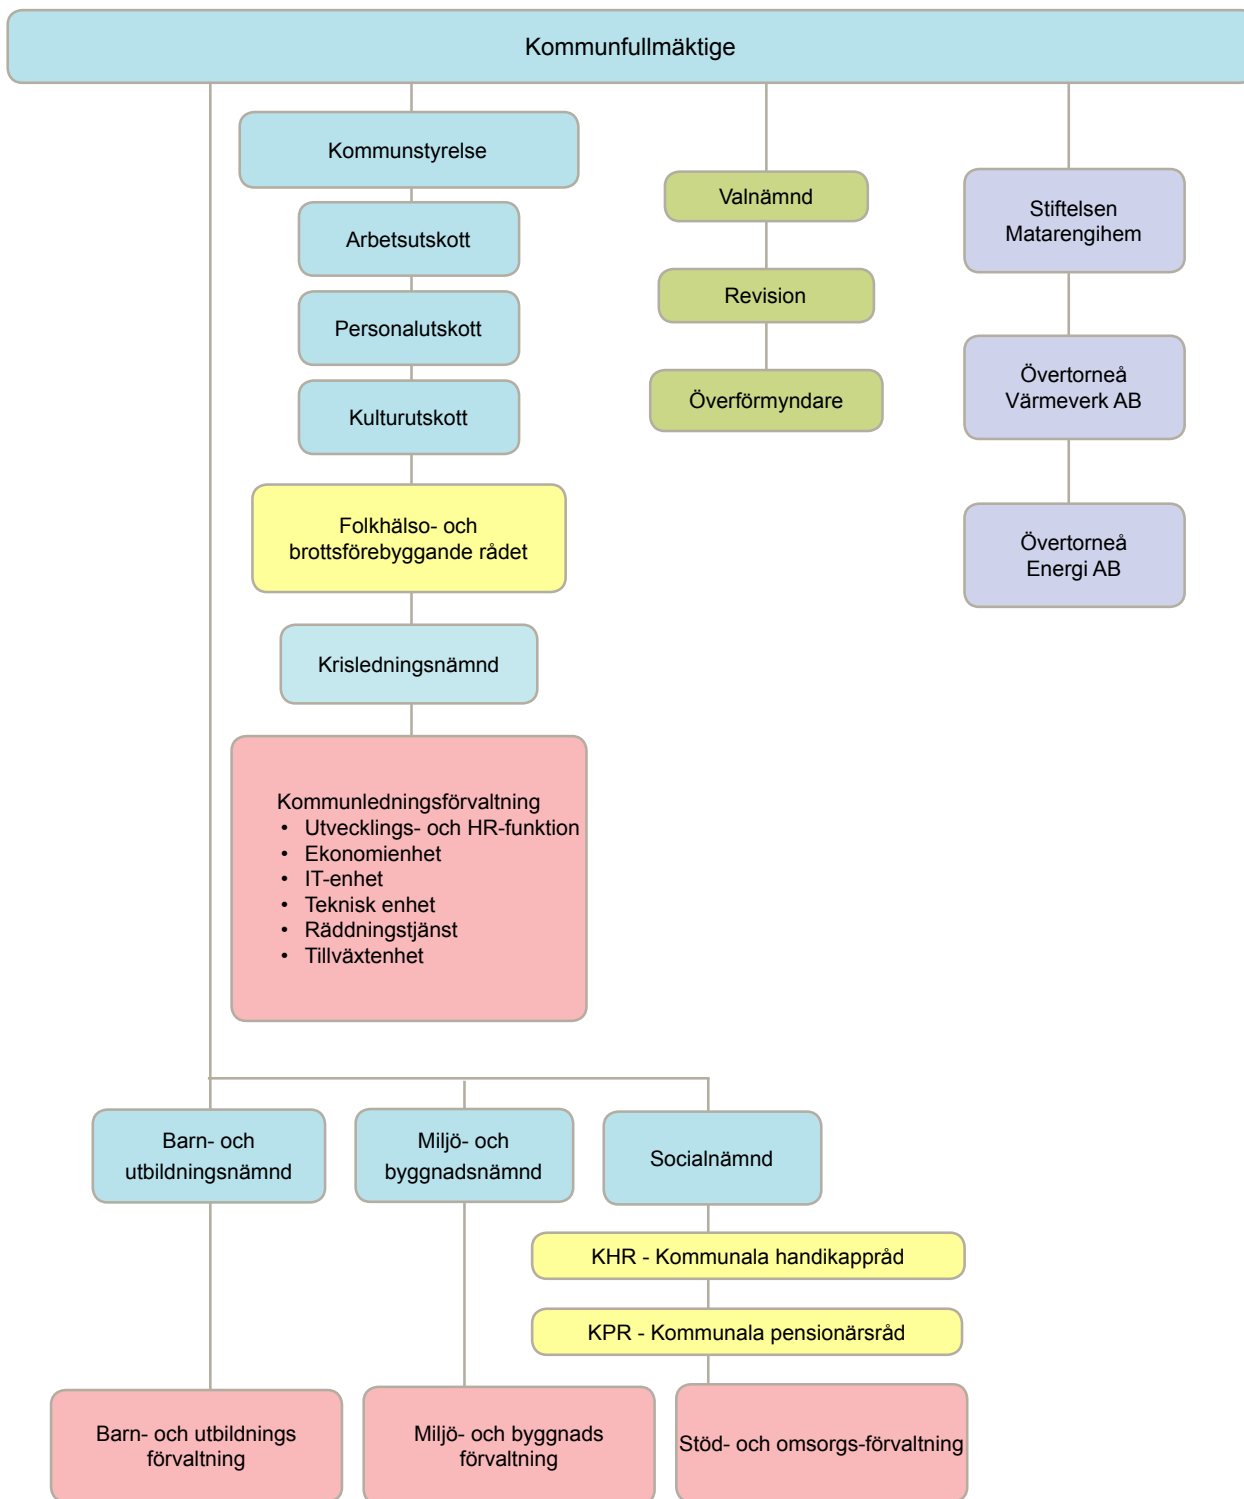 Kommunfullmäktige
Kommunstyrelse
Arbetsutskott
Personalutskott
Kulturutskott
Folkhälso- och
brottsförebyggande rådet
Krisledningsnämnd
Kommunledningsförvaltning
• Utvecklings- och HR-funktion
• Ekonomienhet
• IT-enhet
• Teknisk enhet
• Räddningstjänst
• Tillväxtenhet
Valnämnd
Revision
Överförmyndare
Stiftelsen
Matarengihem
Övertorneå
Värmeverk AB
Övertorneå
Energi AB
Barn- och
utbildningsnämnd
Miljö- och
byggnadsnämnd
Socialnämnd
KHR - Kommunala handikappråd
KPR - Kommunala pensionärsråd
Barn- och utbildnings
förvaltning
Miljö- och byggnads
förvaltning
Stöd- och omsorgs-förvaltning